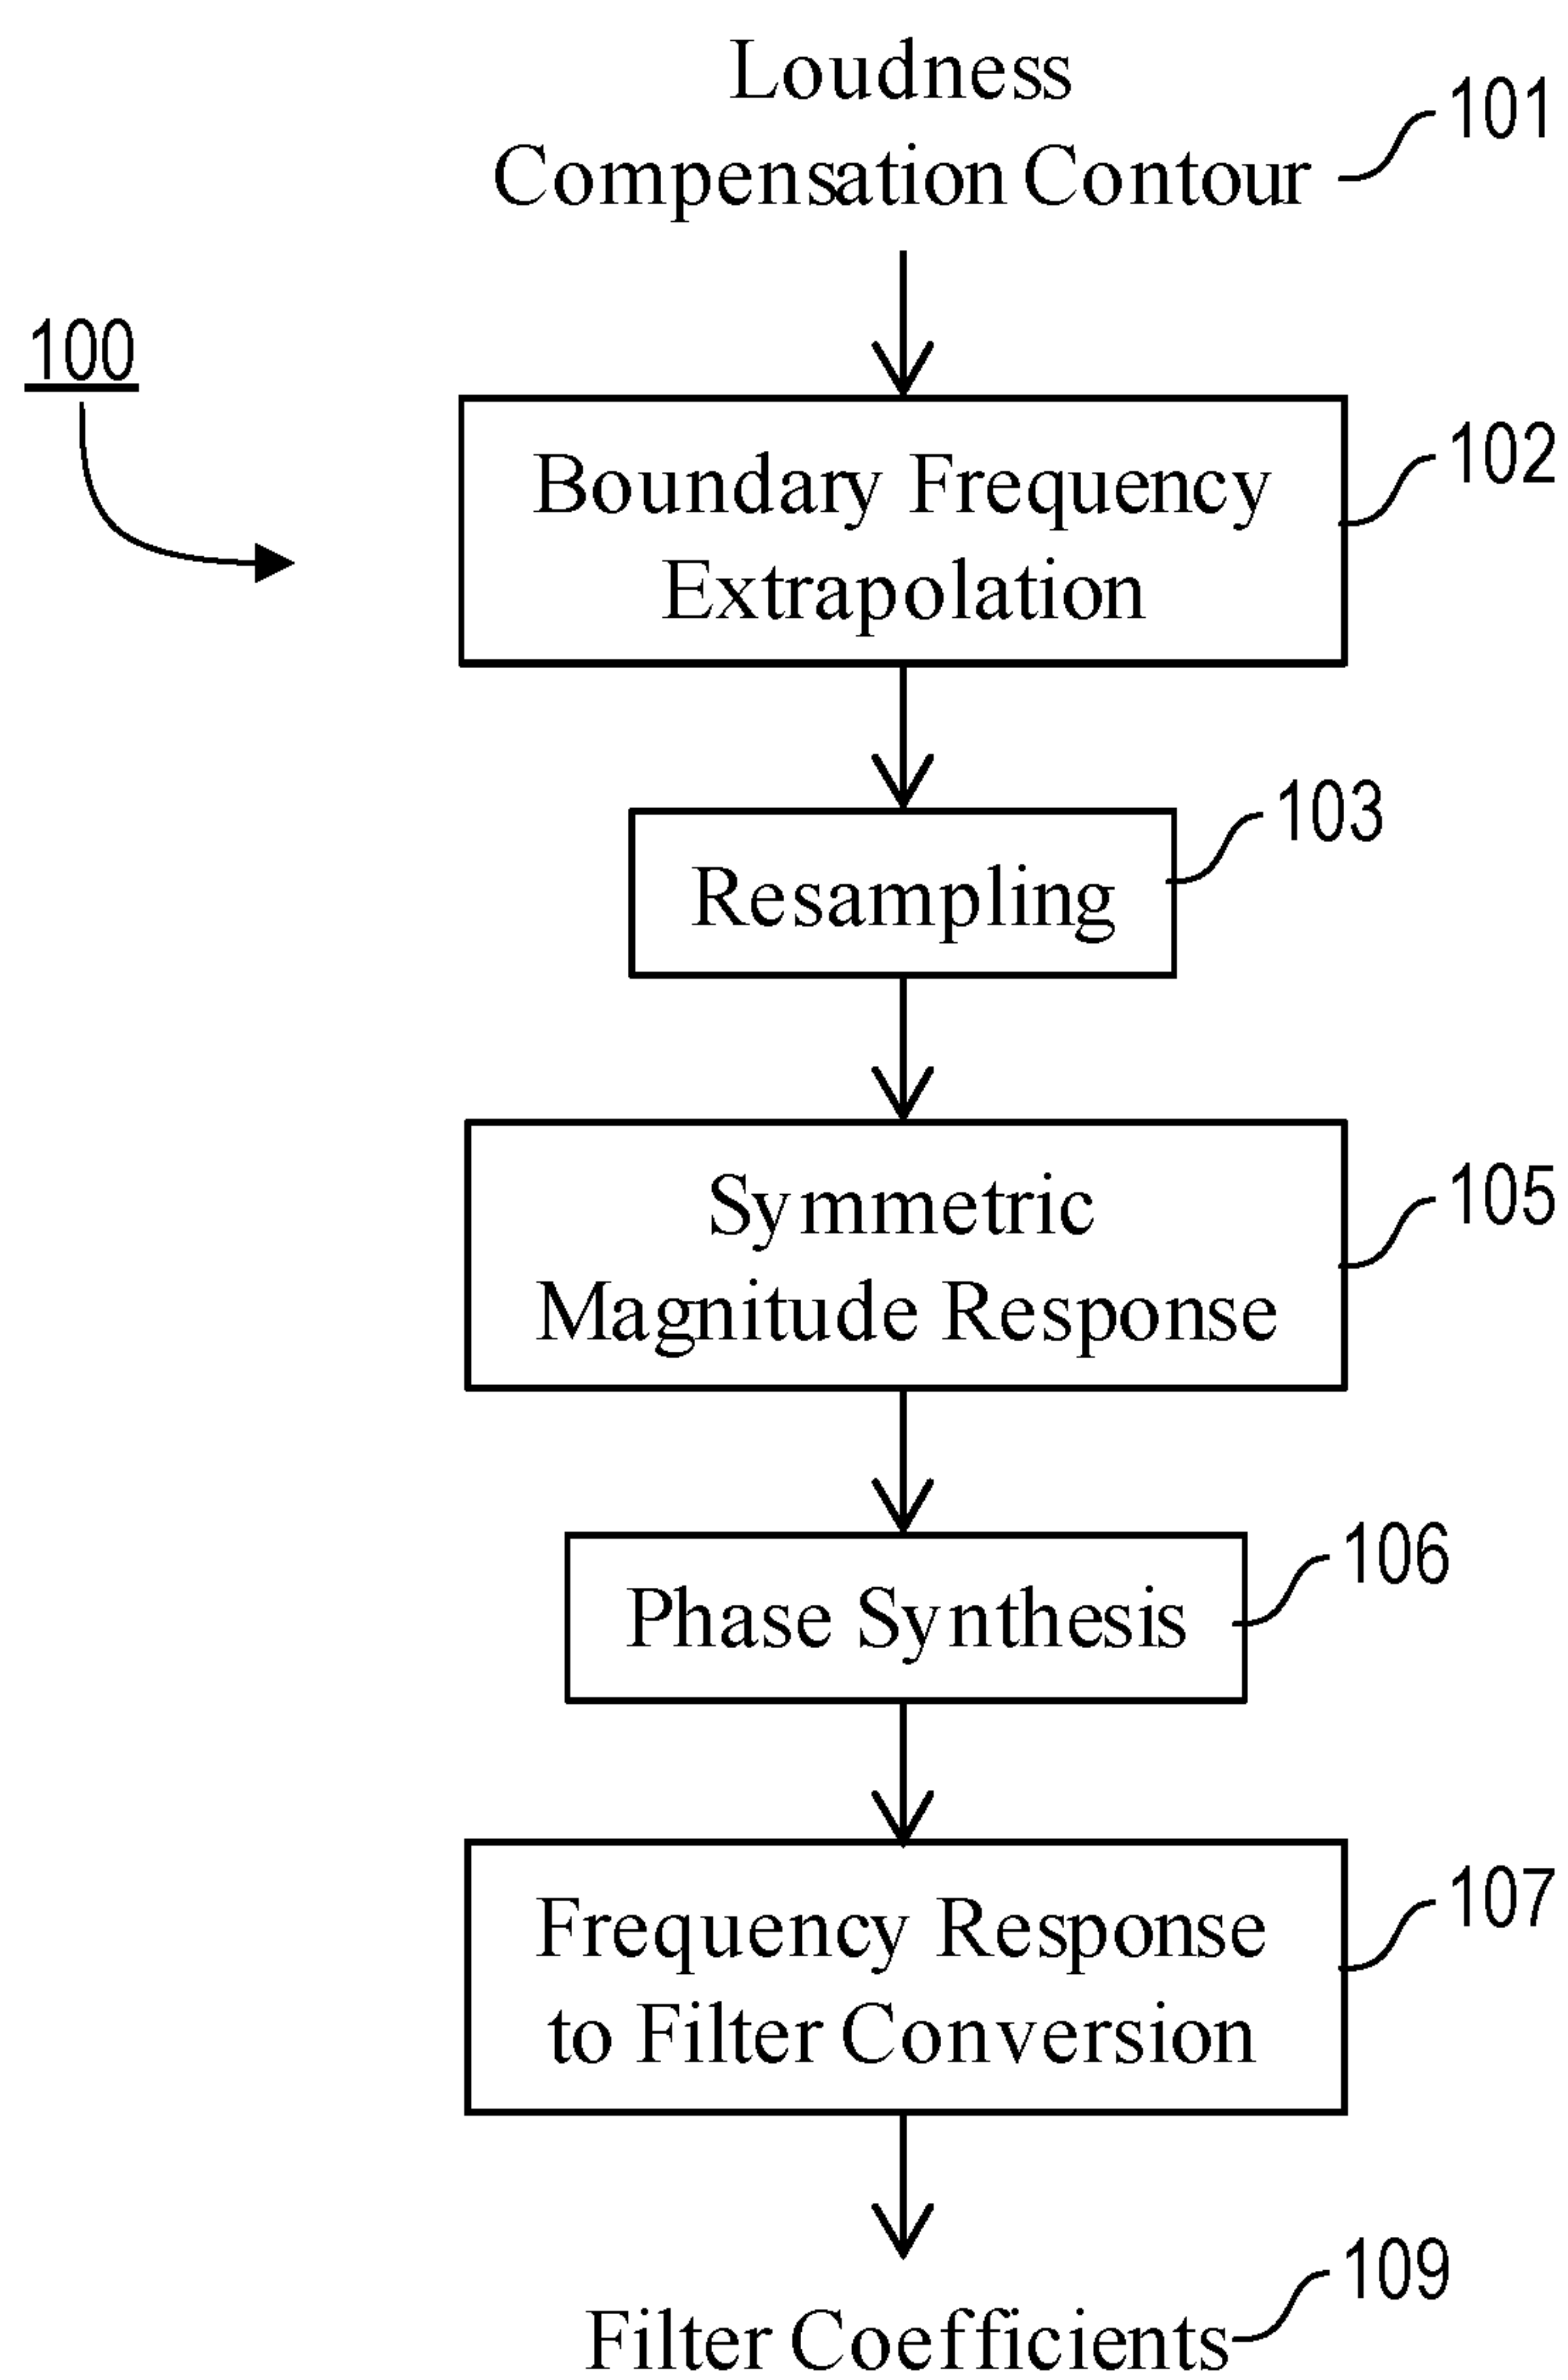 Loudness
Compensation Contour
101
100
Boundary Frequency
Extrapolation
102
Resampling
103
Symmetric
Magnitude Response
105
Phase Synthesis
106
Frequency Response
to Filter Conversion
107
Filter Coefficients
109